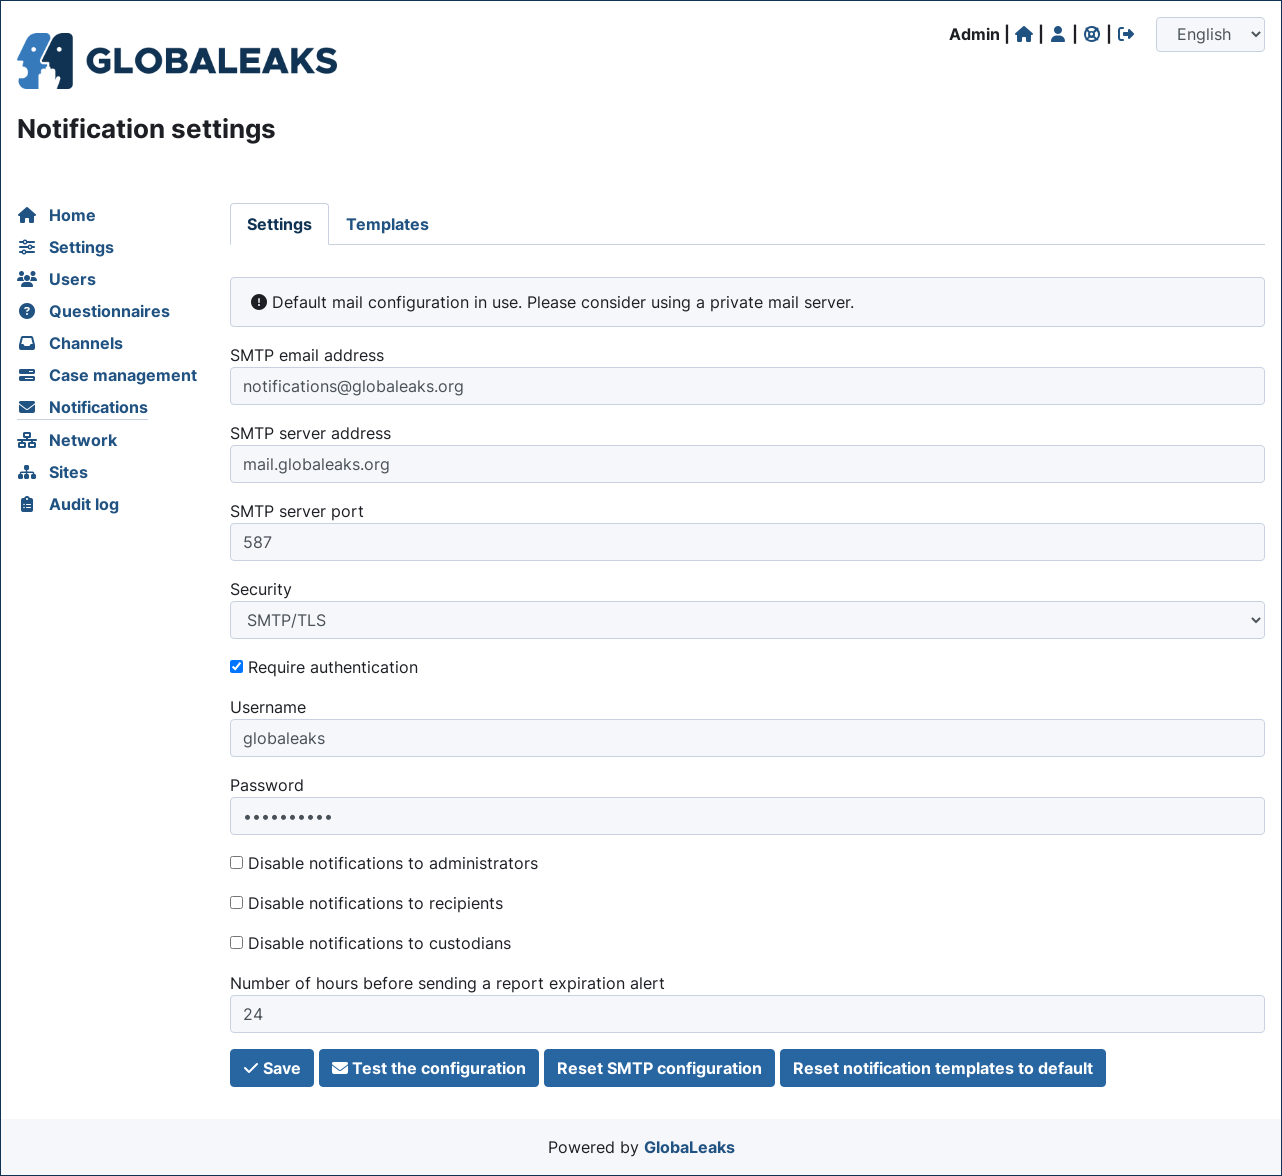 Admin | | | |
English
GLOBALEAKS
Notification settings
Home
Settings
Users
Questionnaires
Channels
Case management
Notifications
Network
Sites
Audit log
Settings Templates
Default mail configuration in use. Please consider using a private mail server.
SMTP email address
notifications@globaleaks.org
SMTP server address
mail.globaleaks.org
SMTP server port
587
Security
SMTP/TLS
Require authentication
Username
globaleaks
Password
••••••••••
Disable notifications to administrators
Disable notifications to recipients
Disable notifications to custodians
Number of hours before sending a report expiration alert
24
Save Test the configuration Reset SMTP configuration Reset notification templates to default
Powered by GlobaLeaks